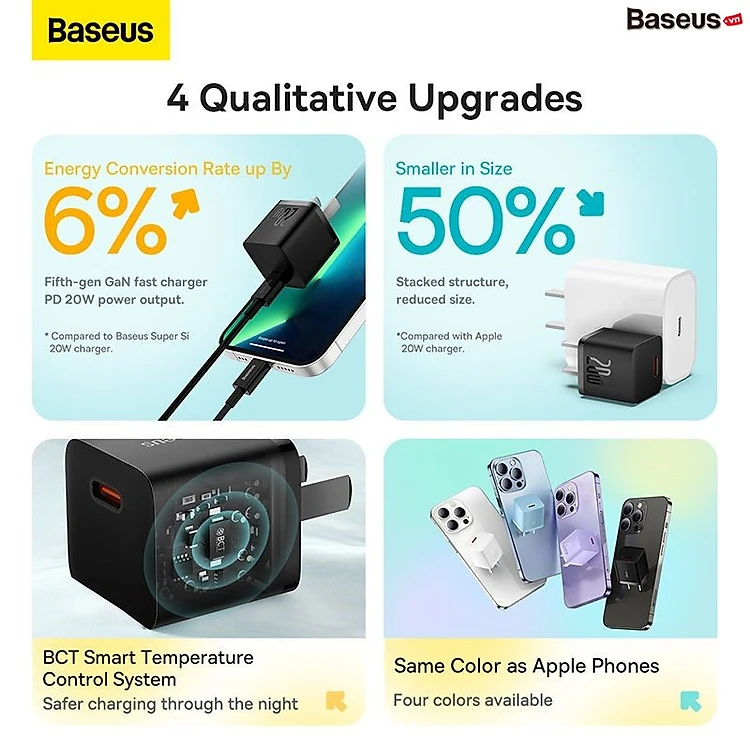 Baseus
Baseus.vn
4 Qualitative Upgrades
Energy Conversion Rate up By
6%
Fifth-gen GaN fast charger
PD 20W power output.
* Compared to Baseus Super Si
20W charger.
Smaller in Size
50%
Stacked structure,
reduced size.
*Compared with Apple
20W charger.
20W
BCT
BCT Smart Temperature
Control System
Safer charging through the night
Same Color as Apple Phones
Four colors available